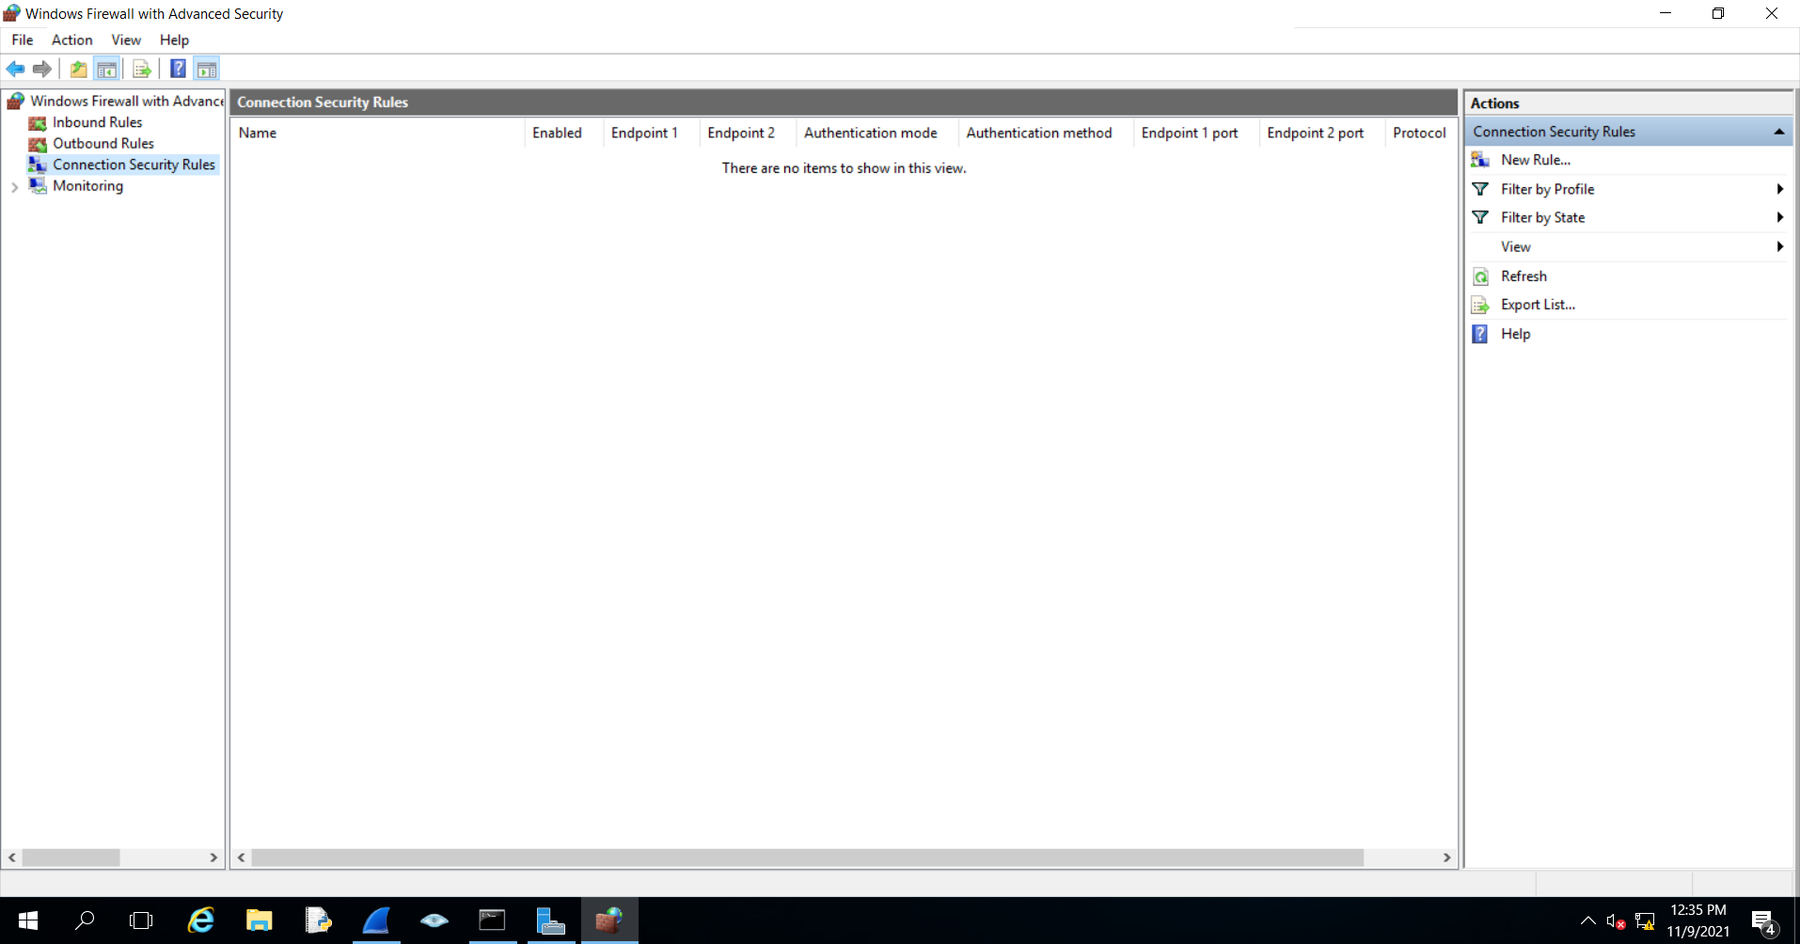 Windows Firewall with Advanced Security
File Action View Help
Windows Firewall with Advance
Inbound Rules
Outbound Rules
Connection Security Rules
Monitoring
Connection Security Rules
Name Enabled Endpoint 1 Endpoint 2 Authentication mode Authentication method Endpoint 1 port Endpoint 2 port Protocol
There are no items to show in this view.
Actions
Connection Security Rules
New Rule...
Filter by Profile
Filter by State
View
Refresh
Export List...
Help
12:35 PM
11/9/2021
4